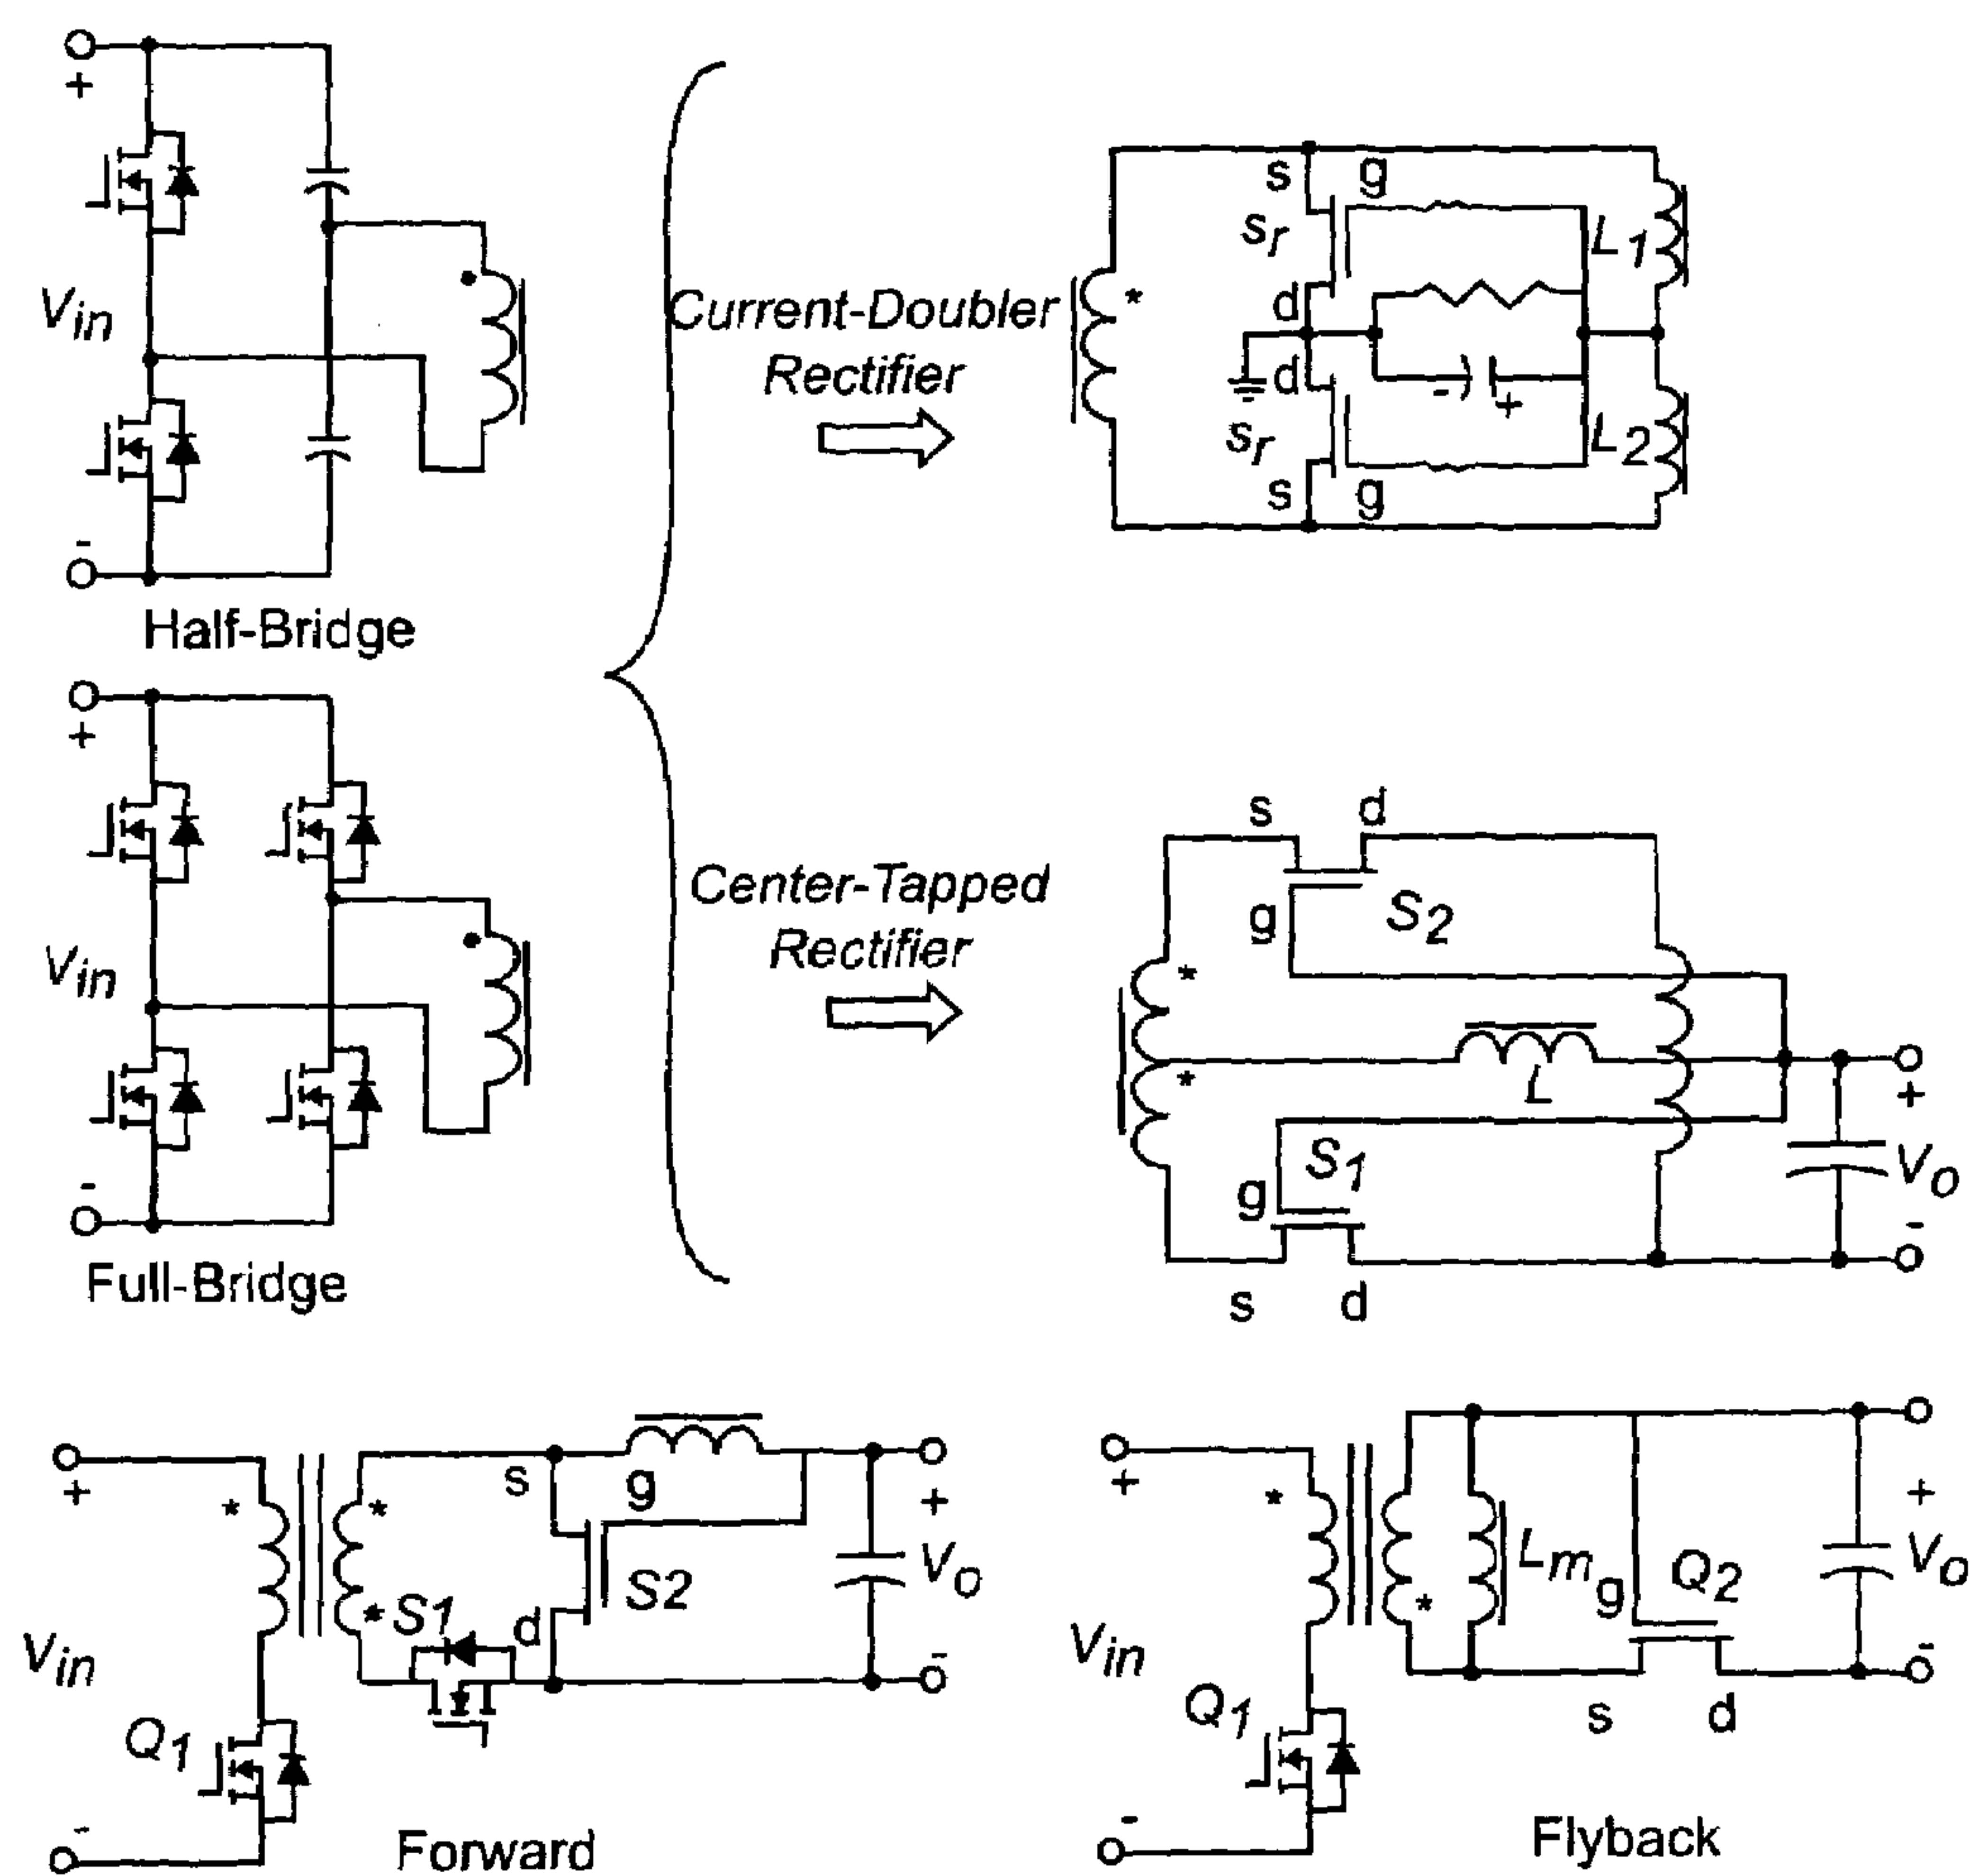 +
Vin
-
Half-Bridge
Current-Doubler
Rectifier
*
s
g
sr
d
d
sr
s
g
L1
L2
-
+
+
Vin
-
Full-Bridge
Center-Tapped
Rectifier
s
d
g
S2
*
*
L
S1
g
s
d
+
Vo
-
+
*
*
*
Vin
Q1
-
s
g
S2
S1
d
+
Vo
-
Forward
+
*
*
Vin
Q1
-
Lm
g
Q2
s
d
+
Vo
-
Flyback